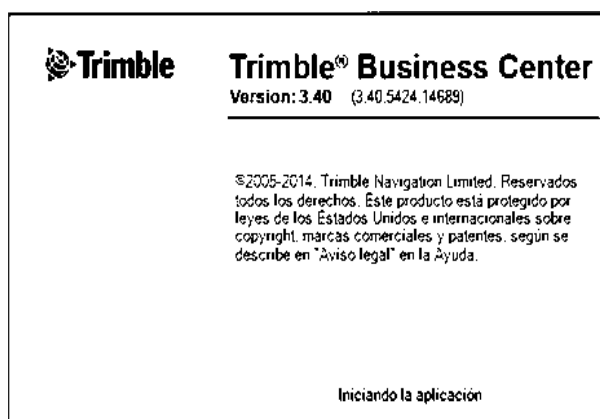 Trimble
Trimble® Business Center
Version: 3.40 (3.40.5424.14689)
©2005-2014, Trimble Navigation Limited. Reservados
todos los derechos. Este producto está protegido por
leyes de los Estados Unidos e internacionales sobre
copyright, marcas comerciales y patentes, según se
describe en "Aviso legal" en la Ayuda.
Iniciando la aplicación